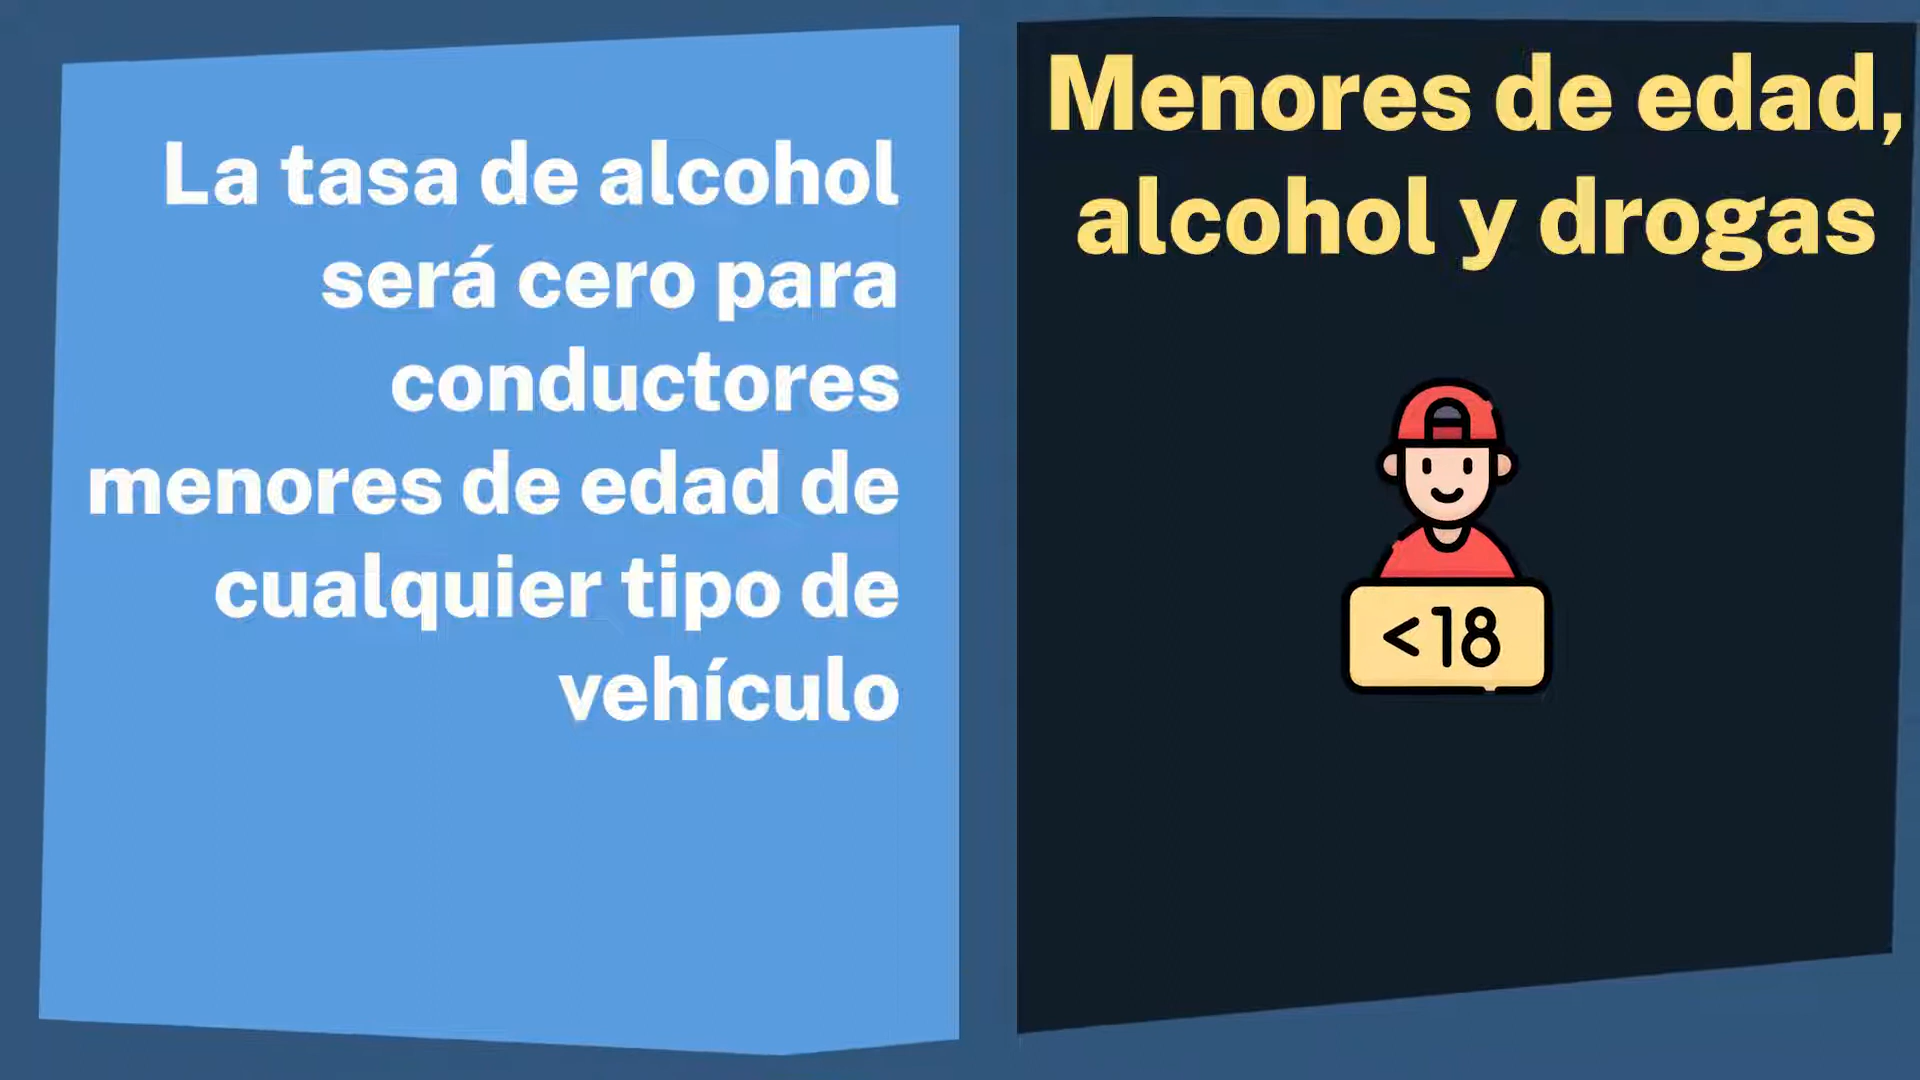 La tasa de alcohol
será cero para
conductores
menores de edad de
cualquier tipo de
vehículo
Menores de edad,
alcohol y drogas
<18